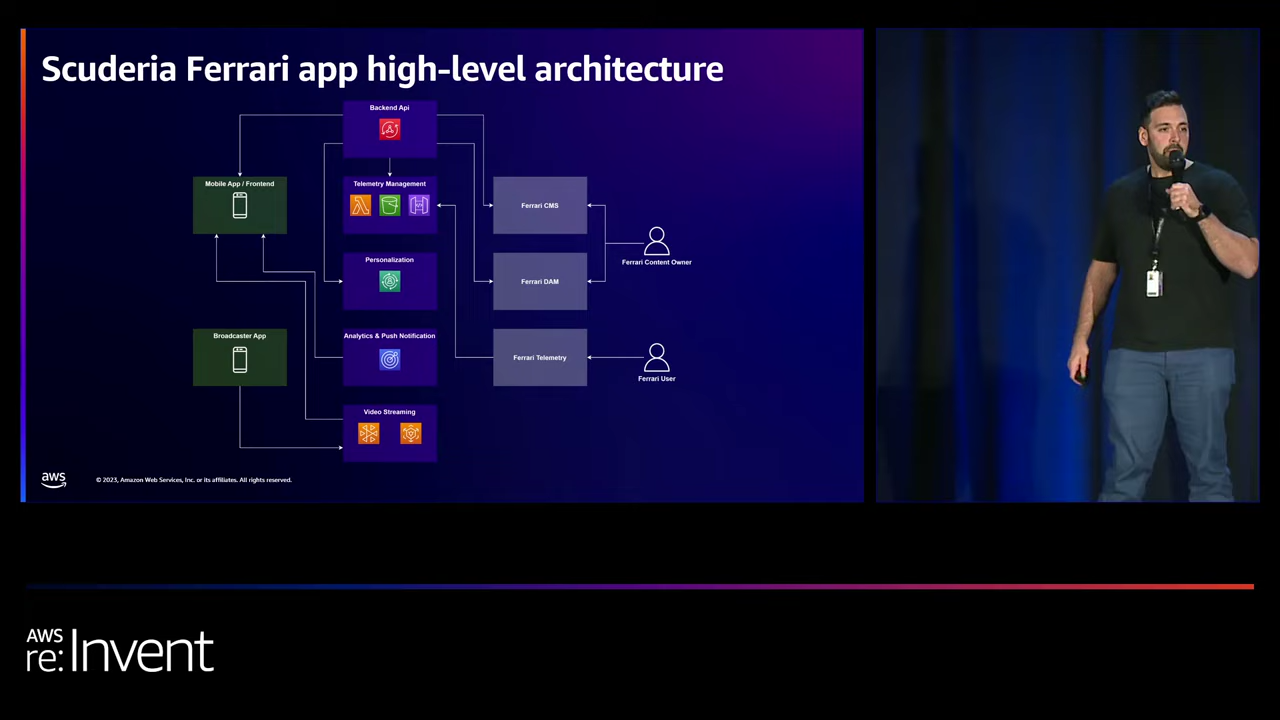 Scuderia Ferrari app high-level architecture
Backend Api
Mobile App / Frontend
Telemetry Management
Ferrari CMS
Ferrari Content Owner
Personalization
Ferrari DAM
Broadcaster App
Analytics & Push Notification
Ferrari Telemetry
Ferrari User
Video Streaming
aws
© 2023, Amazon Web Services, Inc. or its affiliates. All rights reserved.
AWS
re:Invent